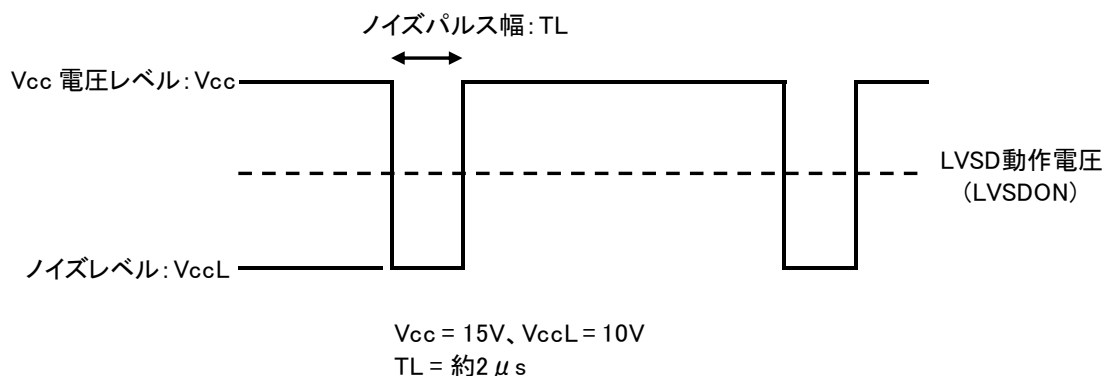 ノイズパルス幅:TL
Vcc 電圧レベル:Vcc
LVSD動作電圧
(LVSDON)
ノイズレベル:VccL
Vcc = 15V、VccL = 10V
TL = 約2μs